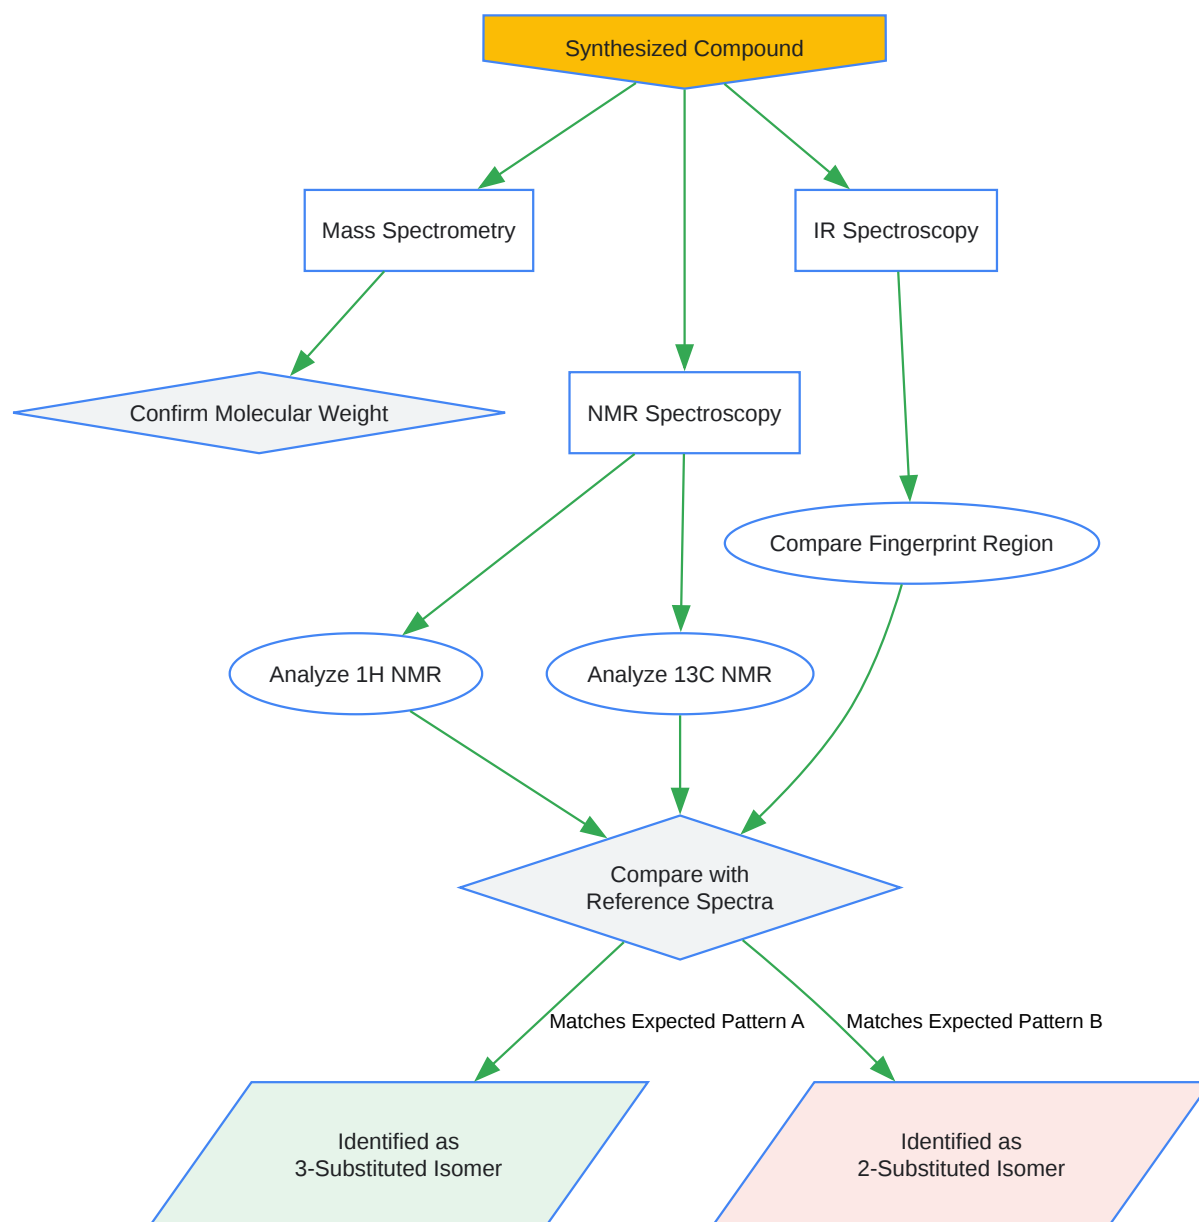 Synthesized Compound
Mass Spectrometry
IR Spectroscopy
Confirm Molecular Weight
NMR Spectroscopy
Compare Fingerprint Region
Analyze 1H NMR
Analyze 13C NMR
Compare with
Reference Spectra
Matches Expected Pattern A
Matches Expected Pattern B
Identified as
3-Substituted Isomer
Identified as
2-Substituted Isomer